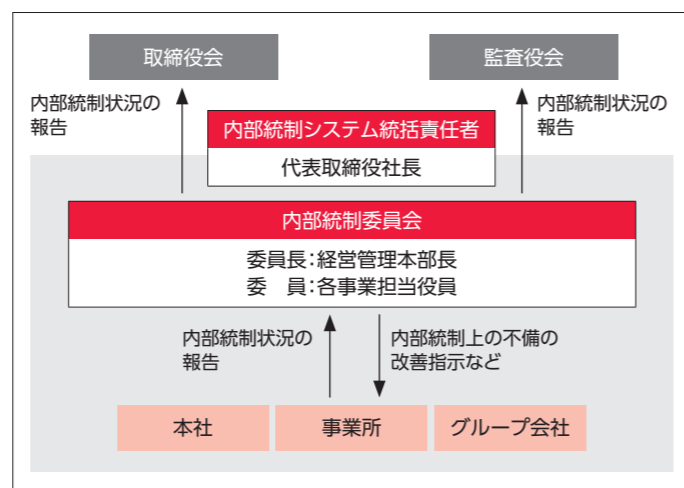 取締役会
監査役会
内部統制状況の
報告
内部統制状況の
報告
内部統制システム統括責任者
代表取締役社長
内部統制委員会
委員長：経営管理本部長
委　員：各事業担当役員
内部統制状況の
報告
内部統制上の不備の
改善指示など
本社
事業所
グループ会社